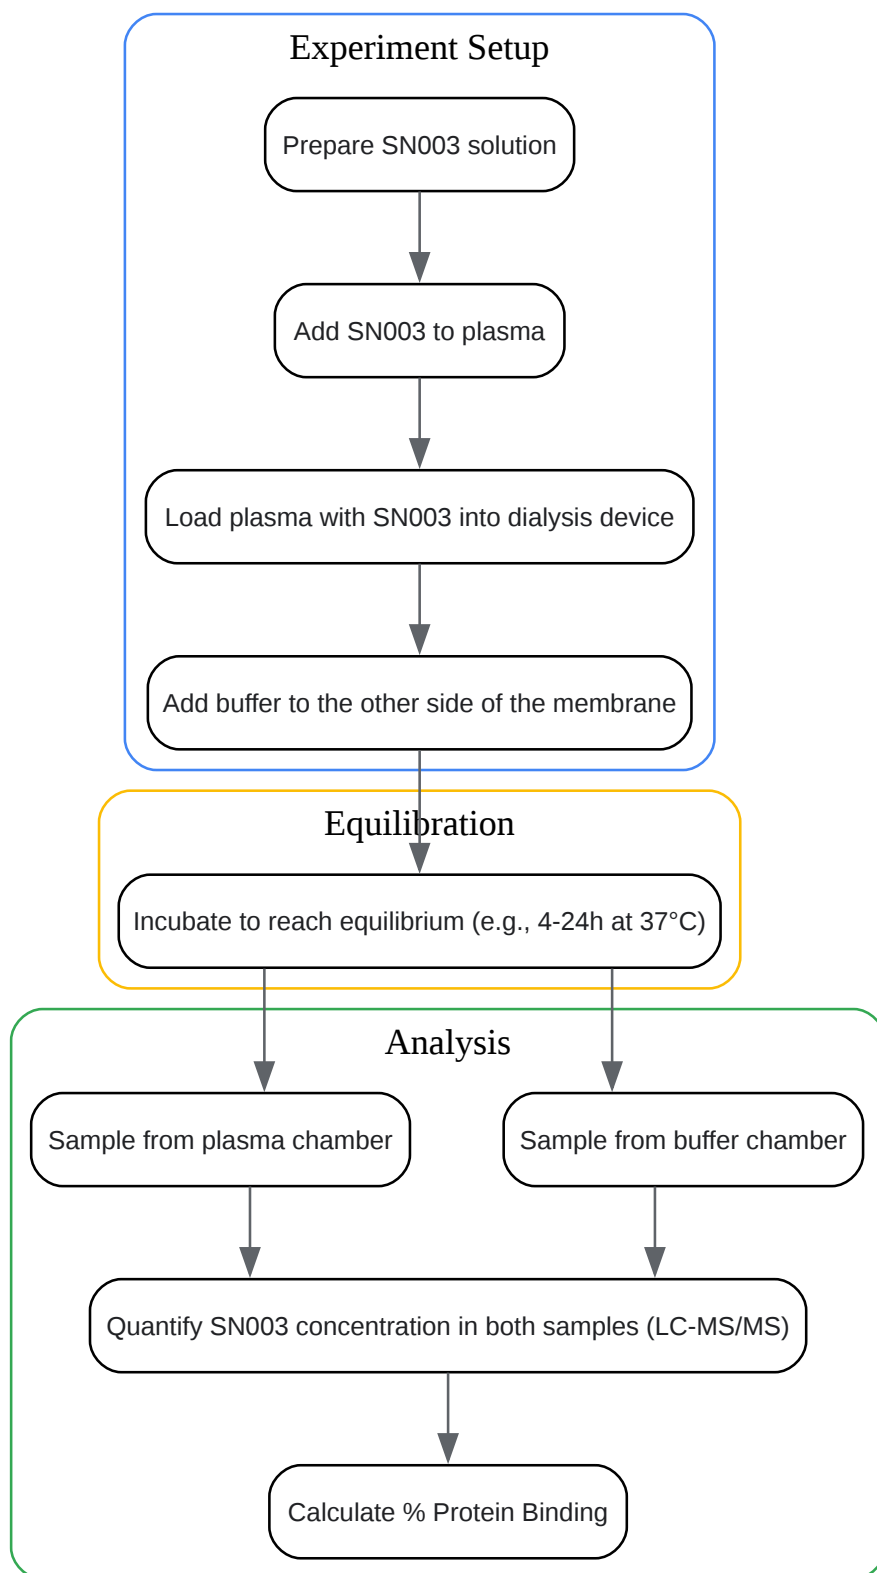 Experiment Setup
Prepare SN003 solution
Add SN003 to plasma
Load plasma with SN003 into dialysis device
Add buffer to the other side of the membrane
Equilibration
Incubate to reach equilibrium (e.g., 4-24h at 37°C)
Analysis
Sample from plasma chamber
Sample from buffer chamber
Quantify SN003 concentration in both samples (LC-MS/MS)
Calculate % Protein Binding